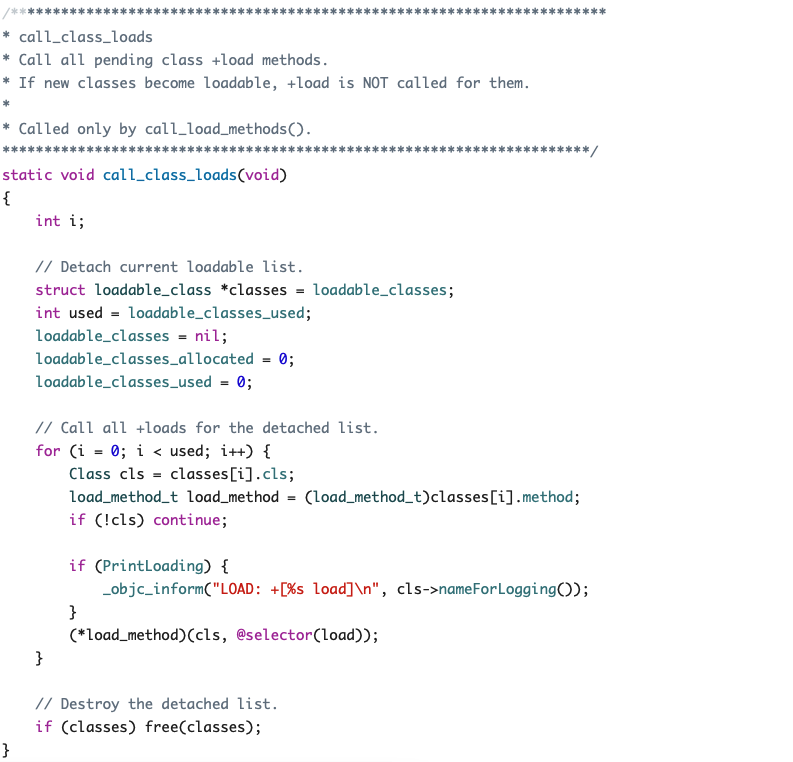 /***********************************************************************
* call_class_loads
* Call all pending class +load methods.
* If new classes become loadable, +load is NOT called for them.
*
* Called only by call_load_methods().
**********************************************************************/
static void call_class_loads(void)
{
    int i;

    // Detach current loadable list.
    struct loadable_class *classes = loadable_classes;
    int used = loadable_classes_used;
    loadable_classes = nil;
    loadable_classes_allocated = 0;
    loadable_classes_used = 0;

    // Call all +loads for the detached list.
    for (i = 0; i < used; i++) {
        Class cls = classes[i].cls;
        load_method_t load_method = (load_method_t)classes[i].method;
        if (!cls) continue;

        if (PrintLoading) {
            _objc_inform("LOAD: +[%s load]\n", cls->nameForLogging());
        }
        (*load_method)(cls, @selector(load));
    }

    // Destroy the detached list.
    if (classes) free(classes);
}